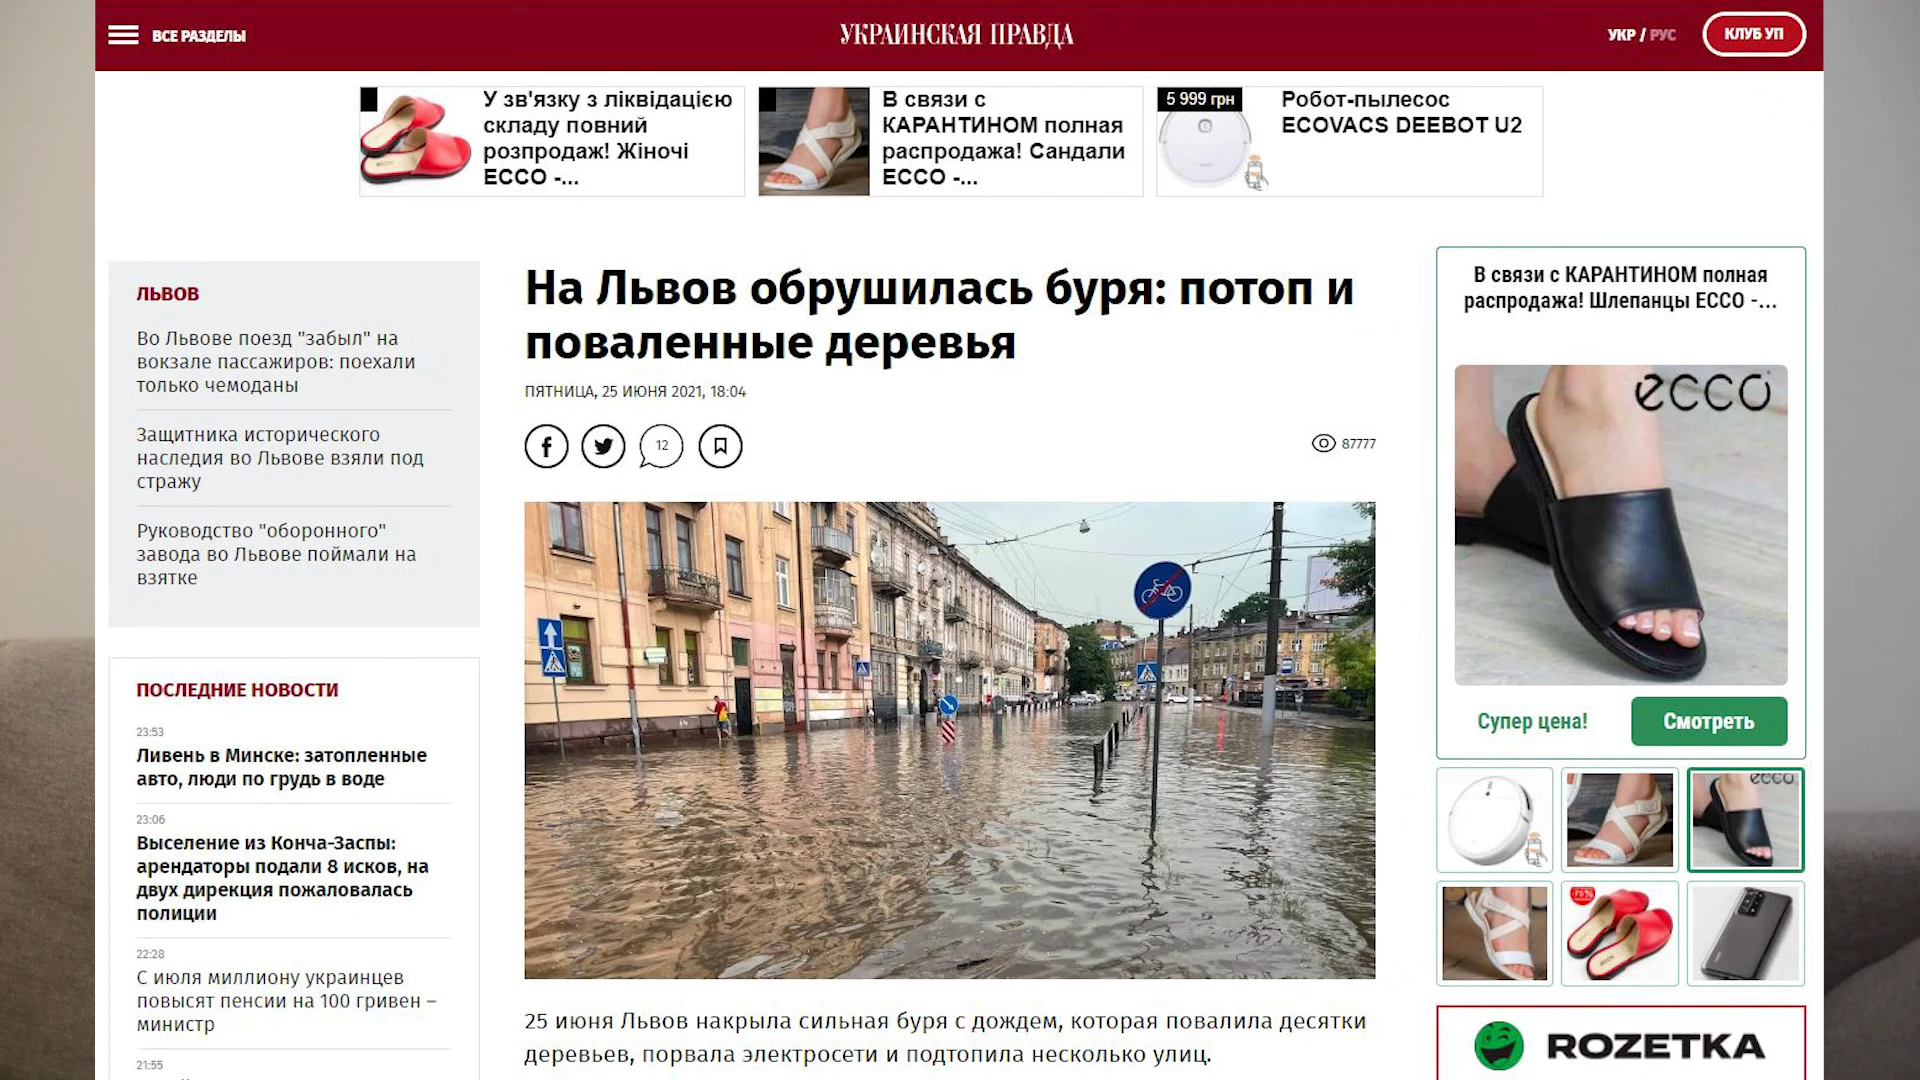 ВСЕ РАЗДЕЛЫ
УКРАИНСКАЯ ПРАВДА
УКР / РУС
КЛУБ УП
У зв'язку з ліквідацією
складу повний
розпродаж! Жіночі
ECCO -...
В связи с
КАРАНТИНОМ полная
распродажа! Сандали
ECCO -...
5 999 грн
Робот-пылесос
ECOVACS DEEBOT U2
ЛЬВОВ
Во Львове поезд "забыл" на
вокзале пассажиров: поехали
только чемоданы
Защитника исторического
наследия во Львове взяли под
стражу
Руководство "оборонного"
завода во Львове поймали на
взятке
ПОСЛЕДНИЕ НОВОСТИ
23:53
Ливень в Минске: затопленные
авто, люди по грудь в воде
23:06
Выселение из Конча-Заспы:
арендаторы подали 8 исков, на
двух дирекция пожаловалась
полиции
22:28
С июля миллиону украинцев
повысят пенсии на 100 гривен –
министр
21:55
На Львов обрушилась буря: потоп и
поваленные деревья
ПЯТНИЦА, 25 ИЮНЯ 2021, 18:04
12
87777
25 июня Львов накрыла сильная буря с дождем, которая повалила десятки
деревьев, порвала электросети и подтопила несколько улиц.
В связи с КАРАНТИНОМ полная
распродажа! Шлепанцы ECCO -...
ecco
Супер цена!
Смотреть
ecco
-75%
ROZETKA